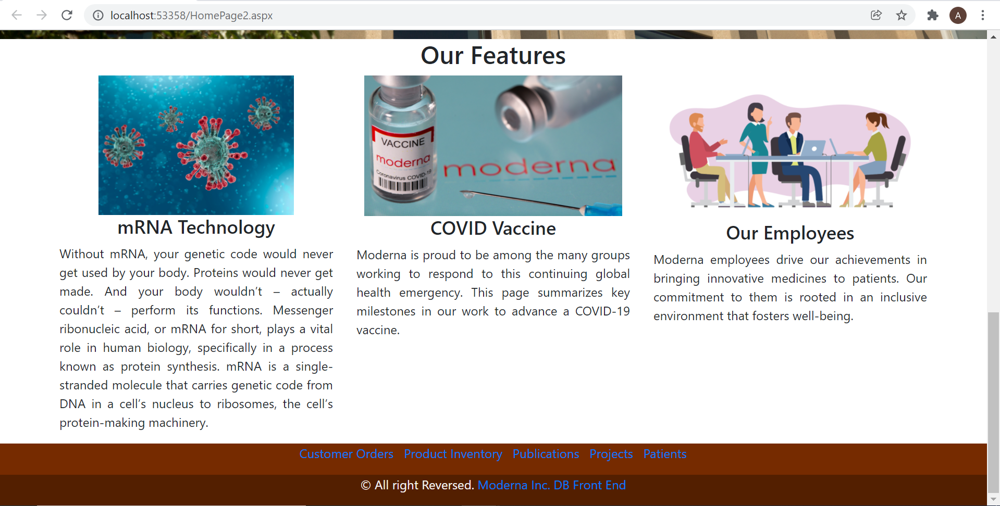 localhost:53358/HomePage2.aspx
A
Our Features
VACCINE
moderna
Coronavirus COVID-19
moderna
mRNA Technology
Without mRNA, your genetic code would never
get used by your body. Proteins would never get
made. And your body wouldn’t – actually
couldn’t – perform its functions. Messenger
ribonucleic acid, or mRNA for short, plays a vital
role in human biology, specifically in a process
known as protein synthesis. mRNA is a single-
stranded molecule that carries genetic code from
DNA in a cell’s nucleus to ribosomes, the cell’s
protein-making machinery.
COVID Vaccine
Moderna is proud to be among the many groups
working to respond to this continuing global
health emergency. This page summarizes key
milestones in our work to advance a COVID-19
vaccine.
Our Employees
Moderna employees drive our achievements in
bringing innovative medicines to patients. Our
commitment to them is rooted in an inclusive
environment that fosters well-being.
Customer Orders Product Inventory Publications Projects Patients
© All right Reversed. Moderna Inc. DB Front End